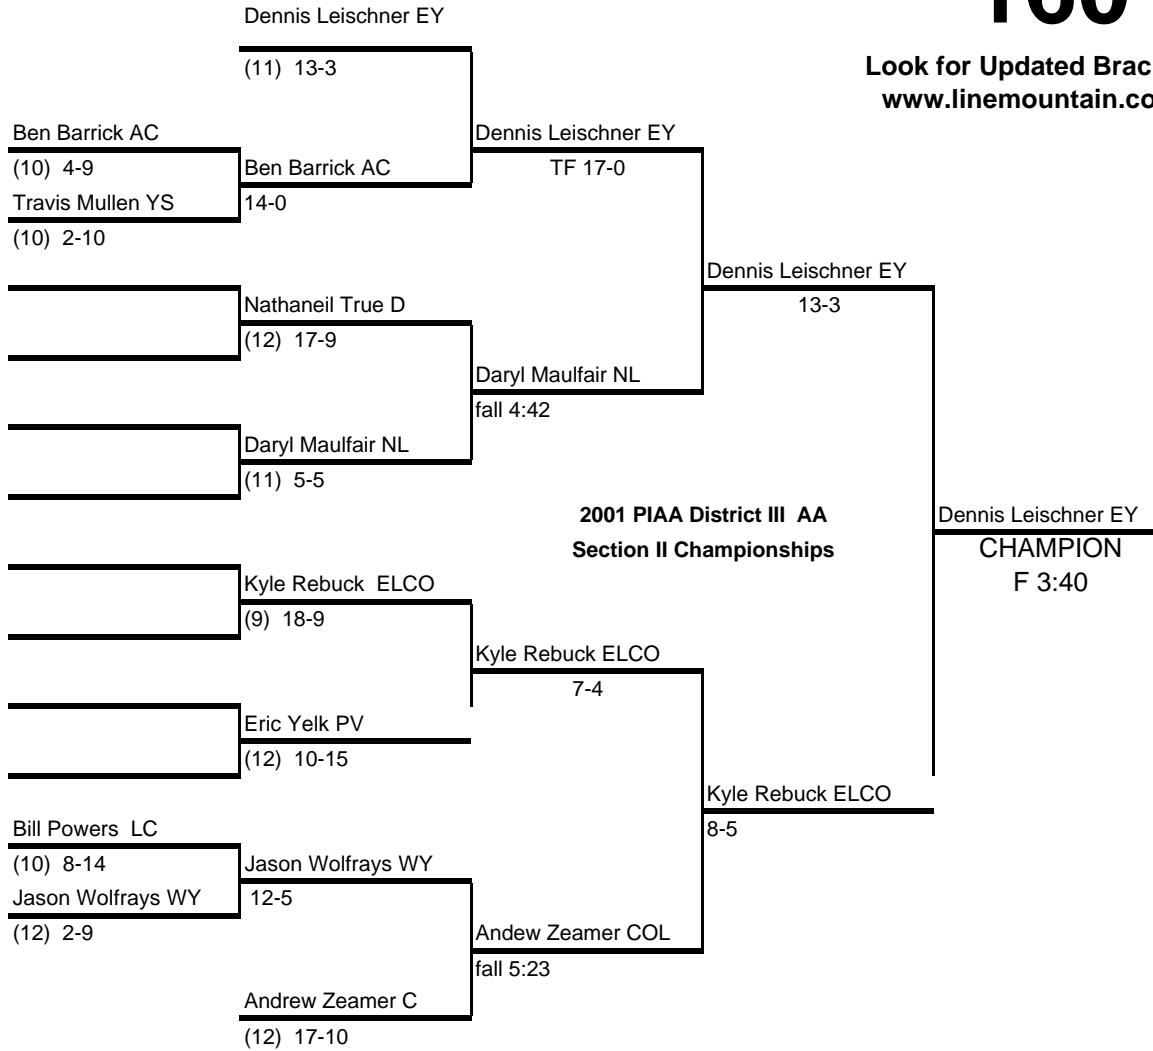 Dennis Leischner EY
(11) 13-3
Look for Updated Brac
www.linemountain.co
Ben Barrick AC
(10) 4-9
Travis Mullen YS
(10) 2-10
Ben Barrick AC
14-0
Dennis Leischner EY
TF 17-0
Nathaneil True D
(12) 17-9
Daryl Maulfair NL
(11) 5-5
Daryl Maulfair NL
fall 4:42
Dennis Leischner EY
13-3
2001 PIAA District III AA
Section II Championships
Dennis Leischner EY
CHAMPION
F 3:40
Kyle Rebuck ELCO
(9) 18-9
Eric Yelk PV
(12) 10-15
Kyle Rebuck ELCO
7-4
Kyle Rebuck ELCO
8-5
Bill Powers LC
(10) 8-14
Jason Wolfrays WY
(12) 2-9
Jason Wolfrays WY
12-5
Andew Zeamer COL
fall 5:23
Andrew Zeamer C
(12) 17-10